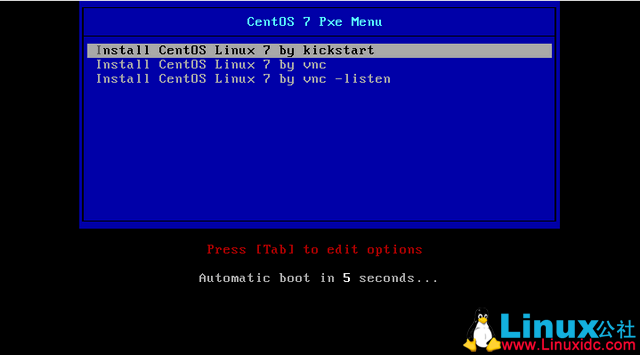 CentOS 7 Pxe Menu
Install CentOS Linux 7 by kickstart
Install CentOS Linux 7 by vnc
Install CentOS Linux 7 by vnc -listen
Press [Tab] to edit options
Automatic boot in 5 seconds...
Linux公社
www.Linuxidc.com